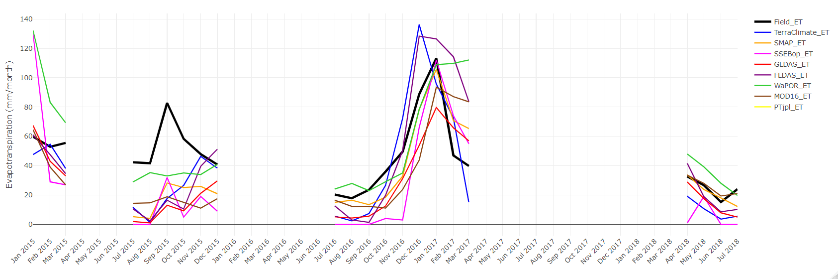 Evapotranspiration (mm/month)
140
120
100
80
60
40
20
0
Jan 2015
Feb 2015
Mar 2015
Apr 2015
May 2015
Jun 2015
Jul 2015
Aug 2015
Sep 2015
Oct 2015
Nov 2015
Dec 2015
Jan 2016
Feb 2016
Mar 2016
Apr 2016
May 2016
Jun 2016
Jul 2016
Aug 2016
Sep 2016
Oct 2016
Nov 2016
Dec 2016
Jan 2017
Feb 2017
Mar 2017
Apr 2017
May 2017
Jun 2017
Jul 2017
Aug 2017
Sep 2017
Oct 2017
Nov 2017
Dec 2017
Jan 2018
Feb 2018
Mar 2018
Apr 2018
May 2018
Jun 2018
Jul 2018
Field_ET
TerraClimate_ET
SMAP_ET
SSEBop_ET
GLDAS_ET
FLDAS_ET
WaPOR_ET
MOD16_ET
PTjpl_ET